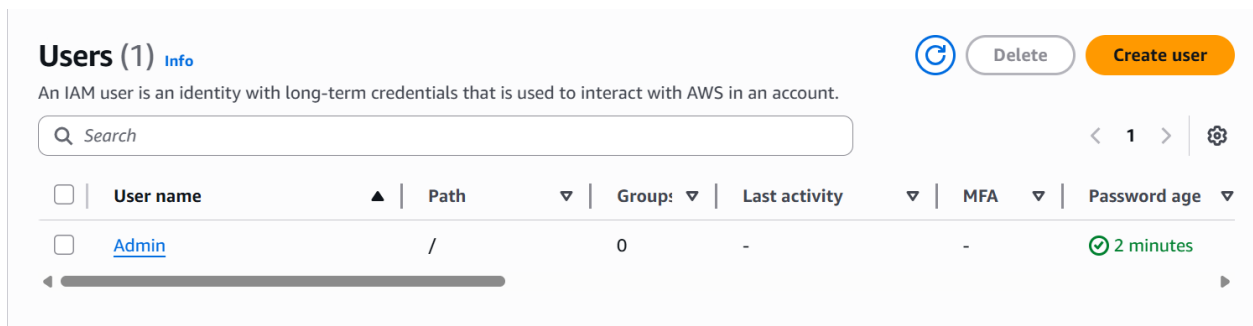 Users (1) Info
Delete
Create user
An IAM user is an identity with long-term credentials that is used to interact with AWS in an account.
Search
1
User name Path Groups Last activity MFA Password age
Admin / 0 - - 2 minutes